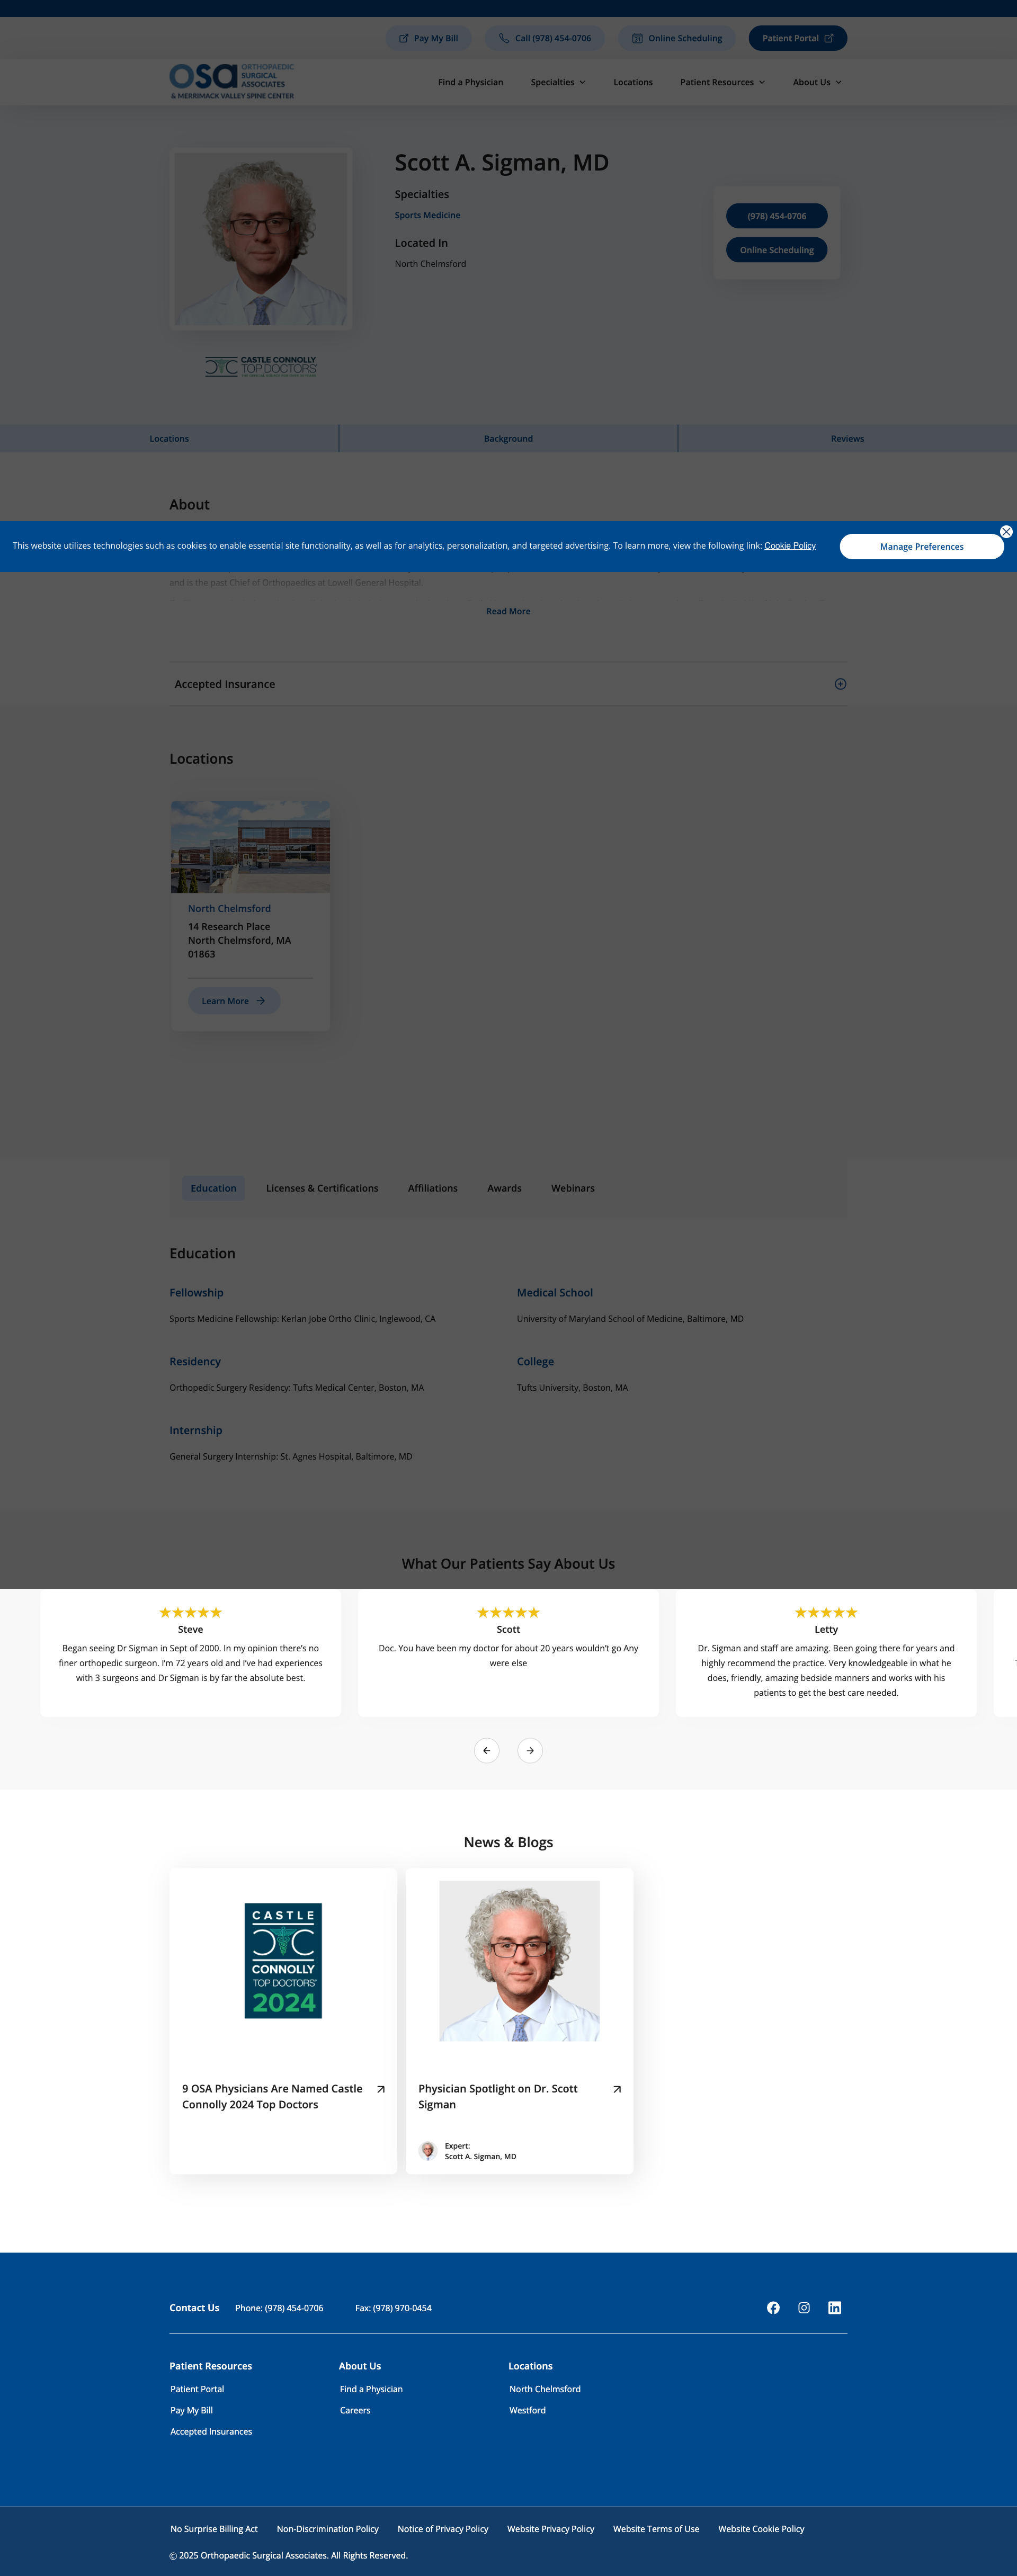 Pay My Bill
Call (978) 454-0706
Online Scheduling
Patient Portal
osa ORTHOPAEDIC
SURGICAL
ASSOCIATES
& MERRIMACK VALLEY SPINE CENTER
Find a Physician
Specialties
Locations
Patient Resources
About Us
Scott A. Sigman, MD
Specialties
Sports Medicine
Located In
North Chelmsford
(978) 454-0706
Online Scheduling
CASTLE CONNOLLY
TOP DOCTORS
Locations
Background
Reviews
About
This website utilizes technologies such as cookies to enable essential site functionality, as well as for analytics, personalization, and targeted advertising. To learn more, view the following link: Cookie Policy
Manage Preferences
and is the past Chief of Orthopaedics at Lowell General Hospital.
Read More
Accepted Insurance
Locations
North Chelmsford
14 Research Place
North Chelmsford, MA
01863
Learn More
Education
Licenses & Certifications
Affiliations
Awards
Webinars
Education
Fellowship
Sports Medicine Fellowship: Kerlan Jobe Ortho Clinic, Inglewood, CA
Medical School
University of Maryland School of Medicine, Baltimore, MD
Residency
Orthopedic Surgery Residency: Tufts Medical Center, Boston, MA
College
Tufts University, Boston, MA
Internship
General Surgery Internship: St. Agnes Hospital, Baltimore, MD
What Our Patients Say About Us
Steve
Began seeing Dr Sigman in Sept of 2000. In my opinion there's no
finer orthopedic surgeon. I'm 72 years old and I've had experiences
with 3 surgeons and Dr Sigman is by far the absolute best.
Scott
Doc. You have been my doctor for about 20 years wouldn't go Any
were else
Letty
Dr. Sigman and staff are amazing. Been going there for years and
highly recommend the practice. Very knowledgeable in what he
does, friendly, amazing bedside manners and works with his
patients to get the best care needed.
News & Blogs
CASTLE
CONNOLLY
TOP DOCTORS
2024
9 OSA Physicians Are Named Castle
Connolly 2024 Top Doctors
Physician Spotlight on Dr. Scott
Sigman
Expert:
Scott A. Sigman, MD
Contact Us
Phone: (978) 454-0706
Fax: (978) 970-0454
Patient Resources
Patient Portal
Pay My Bill
Accepted Insurances
About Us
Find a Physician
Careers
Locations
North Chelmsford
Westford
No Surprise Billing Act
Non-Discrimination Policy
Notice of Privacy Policy
Website Privacy Policy
Website Terms of Use
Website Cookie Policy
© 2025 Orthopaedic Surgical Associates. All Rights Reserved.